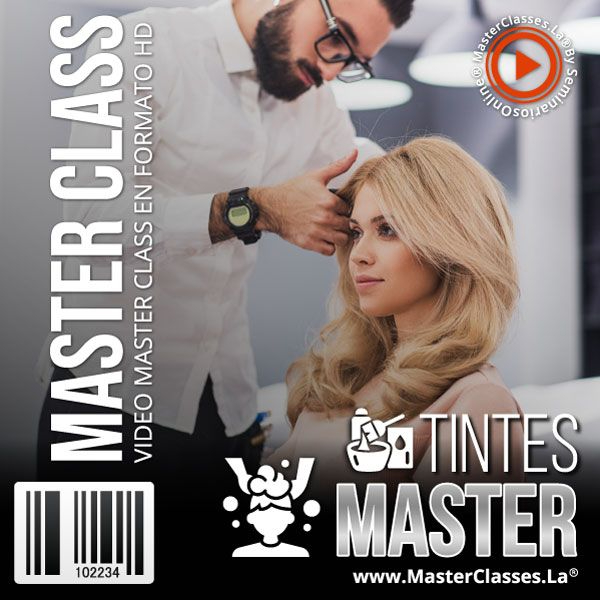 MASTER CLASS
VIDEO MASTER CLASS EN FORMATO HD
MasterClasses.La® By SeminariosOnline®
TINTES
MASTER
102234
www.MasterClasses.La®